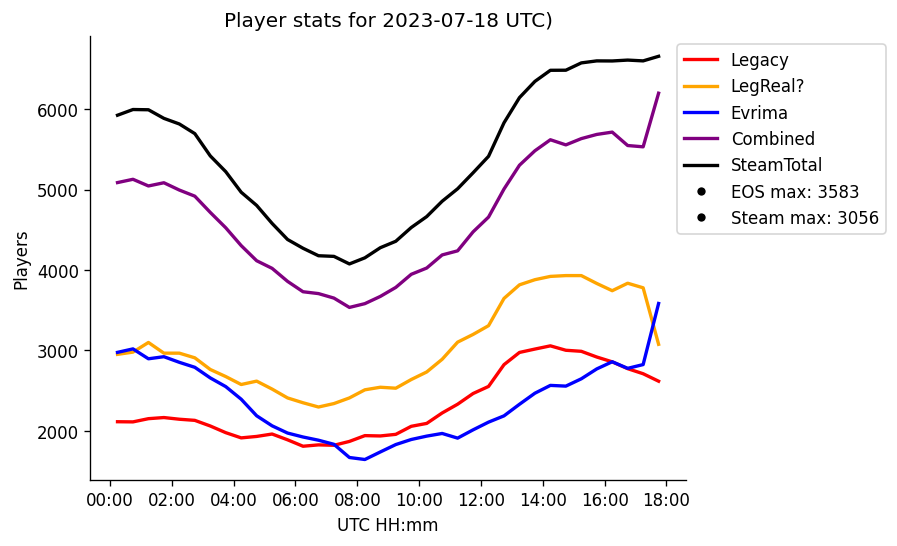 Player stats for 2023-07-18 UTC)
Legacy
LegReal?
Evrima
Combined
SteamTotal
EOS max: 3583
Steam max: 3056
Players
6000
5000
4000
3000
2000
00:00 02:00 04:00 06:00 08:00 10:00 12:00 14:00 16:00 18:00
UTC HH:mm